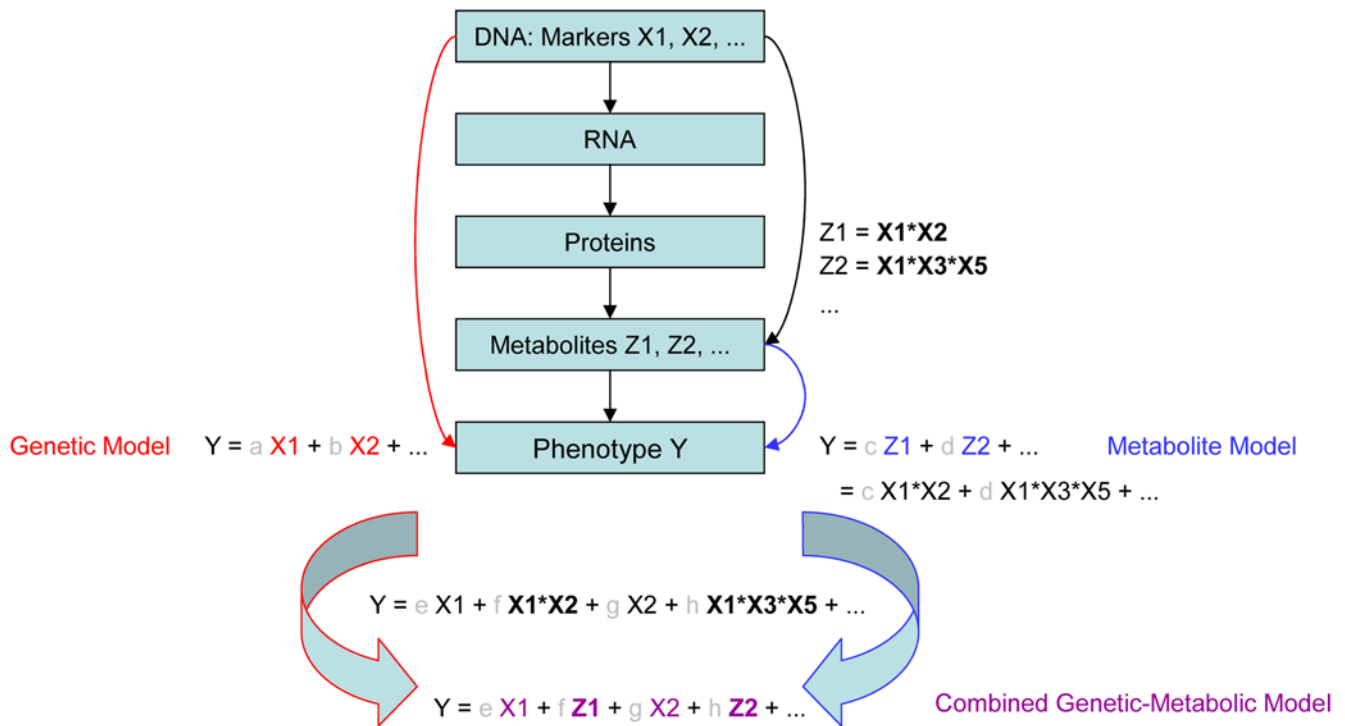 DNA: Markers X1, X2, ...
RNA
Proteins
Z1 = X1*X2
Z2 = X1*X3*X5
...
Metabolites Z1, Z2, ...
Genetic Model
Y = a X1 + b X2 + ...
Phenotype Y
Y = c Z1 + d Z2 + ...
Metabolite Model
= c X1*X2 + d X1*X3*X5 + ...
Y = e X1 + f X1*X2 + g X2 + h X1*X3*X5 + ...
Y = e X1 + f Z1 + g X2 + h Z2 + ...
Combined Genetic-Metabolic Model